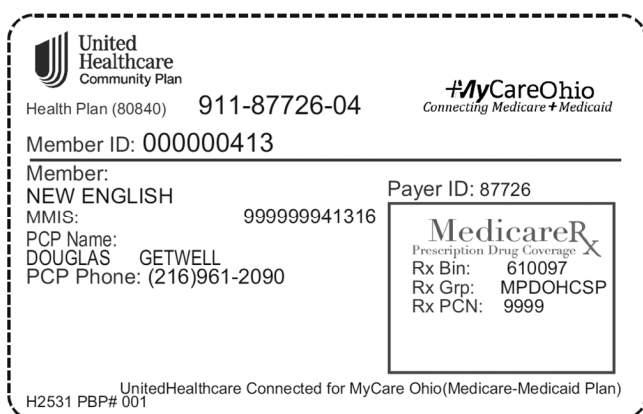 United
Healthcare
Community Plan
MyCareOhio
Connecting Medicare + Medicaid
Health Plan (80840) 911-87726-04
Member ID: 000000413
Member:
NEW ENGLISH
MMIS: 999999941316
PCP Name:
DOUGLAS GETWELL
PCP Phone: (216)961-2090
Payer ID: 87726
MedicareRx
Prescription Drug Coverage
Rx Bin: 610097
Rx Grp: MPDOHCSP
Rx PCN: 9999
UnitedHealthcare Connected for MyCare Ohio(Medicare-Medicaid Plan)
H2531 PBP# 001